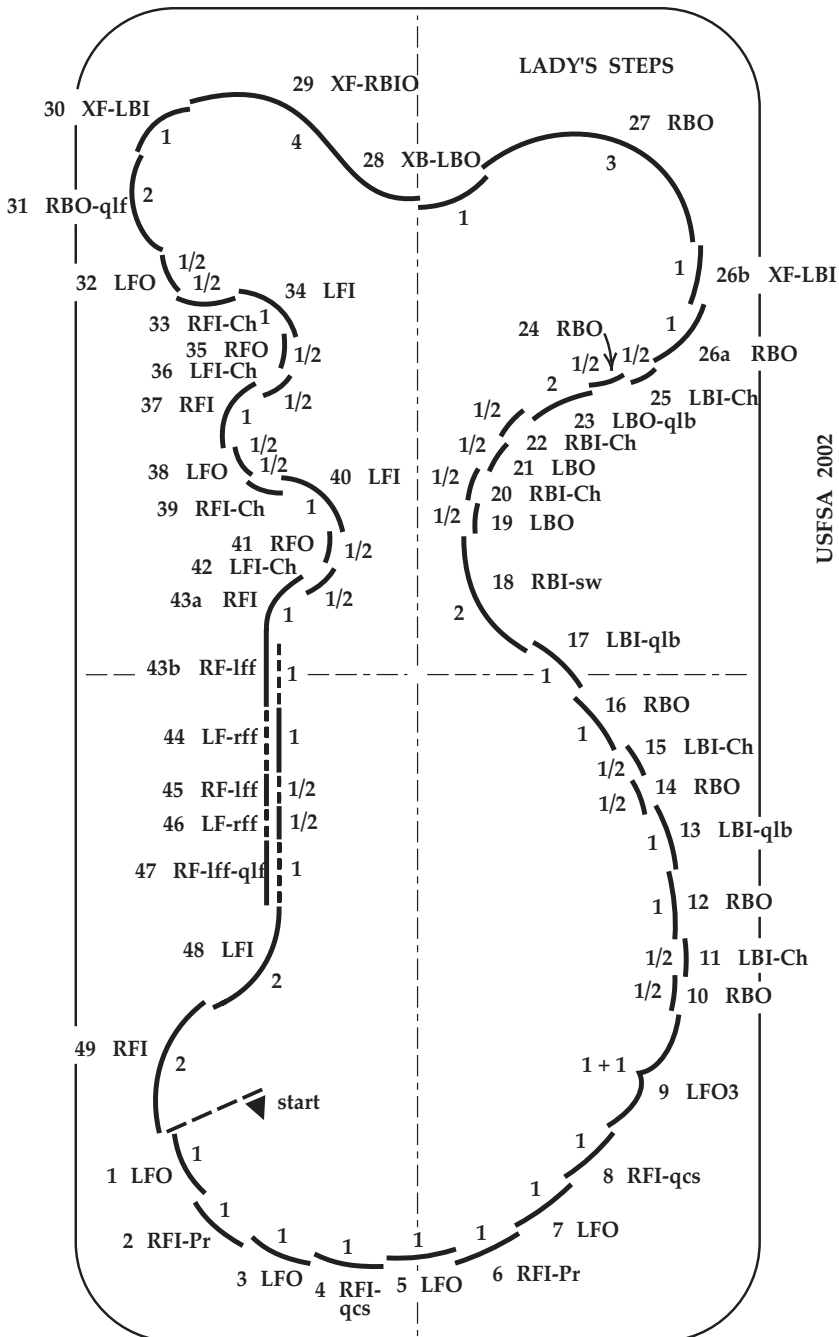 LADY'S STEPS
29 XF-RBIO
30 XF-LBI
27 RBO
1
4
3
28 XB-LBO
31 RBO-qlf
2
1
1/2
32 LFO
1/2
34 LFI
1
26b XF-LBI
33 RFI-Ch
1
24 RBO
1
35 RFO
1/2
1/2
1/2
26a RBO
36 LFI-Ch
2
25 LBI-Ch
37 RFI
1/2
1/2
23 LBO-qlb
1
1/2
1/2
22 RBI-Ch
38 LFO
1/2
40 LFI
1/2
21 LBO
39 RFI-Ch
1
20 RBI-Ch
1/2
19 LBO
41 RFO
1/2
42 LFI-Ch
18 RBI-sw
43a RFI
1/2
1
2
17 LBI-qlb
43b RF-lff
1
1
16 RBO
44 LF-rff
1
1
15 LBI-Ch
45 RF-lff
1/2
1/2
14 RBO
46 LF-rff
1/2
1/2
13 LBI-qlb
47 RF-lff-qlf
1
1
12 RBO
1
48 LFI
1/2
11 LBI-Ch
2
1/2
10 RBO
49 RFI
2
1 + 1
9 LFO3
start
1
1
8 RFI-qcs
1 LFO
1
1
7 LFO
2 RFI-Pr
1
1
1
1
6 RFI-Pr
3 LFO
4 RFI-
qcs
5 LFO
USFSA 2002